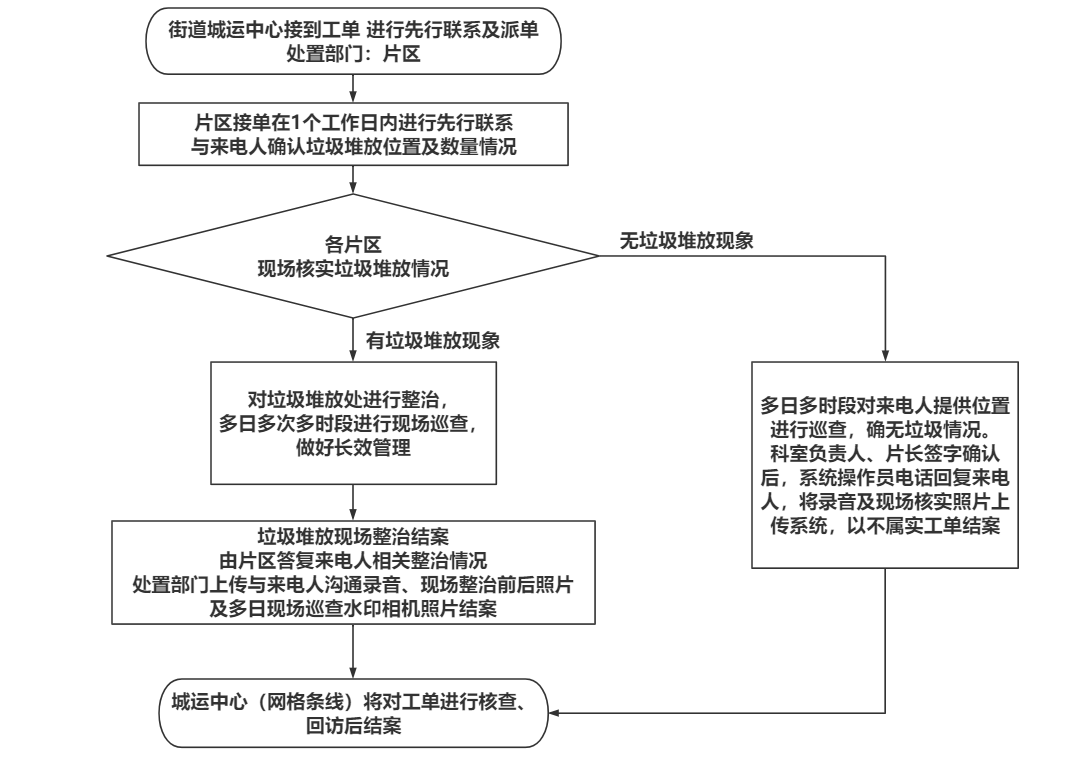 街道城运中心接到工单 进行先行联系及派单
处置部门：片区
片区接单在1个工作日内进行先行联系
与来电人确认垃圾堆放位置及数量情况
各片区
现场核实垃圾堆放情况
无垃圾堆放现象
有垃圾堆放现象
对垃圾堆放处进行整治，
多日多次多时段进行现场巡查，
做好长效管理
多日多时段对来电人提供位置
进行巡查，确无垃圾情况。
科室负责人、片长签字确认
后，系统操作员电话回复来电
人，将录音及现场核实照片上
传系统，以不属实工单结案
垃圾堆放现场整治结案
由片区答复来电人相关整治情况
处置部门上传与来电人沟通录音、现场整治前后照片
及多日现场巡查水印相机照片结案
城运中心（网格条线）将对工单进行核查、
回访后结案